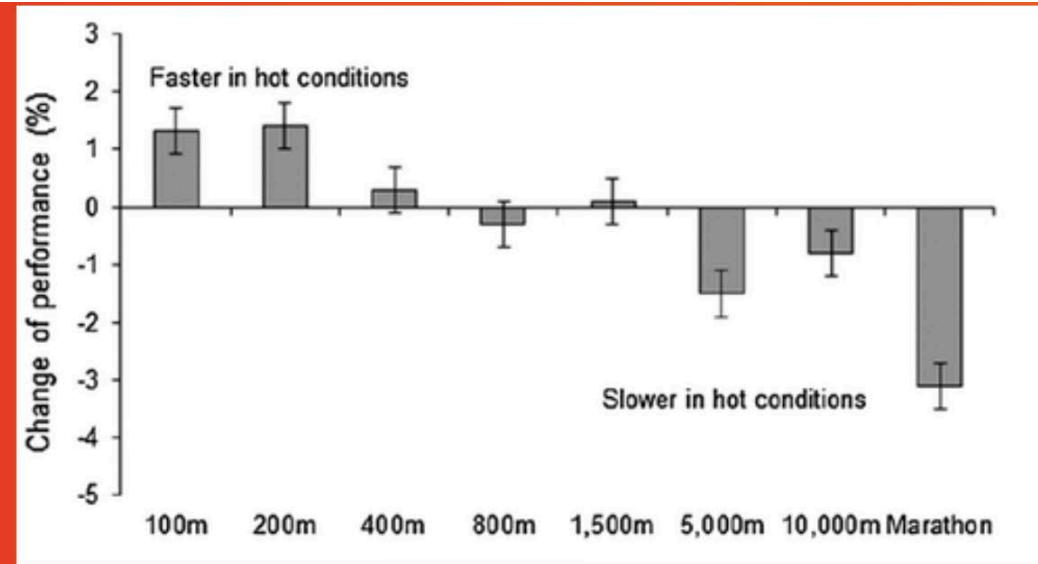 Change of performance (%)
3
2
1
0
-1
-2
-3
-4
-5
Faster in hot conditions
Slower in hot conditions
100m 200m 400m 800m 1,500m 5,000m 10,000m Marathon